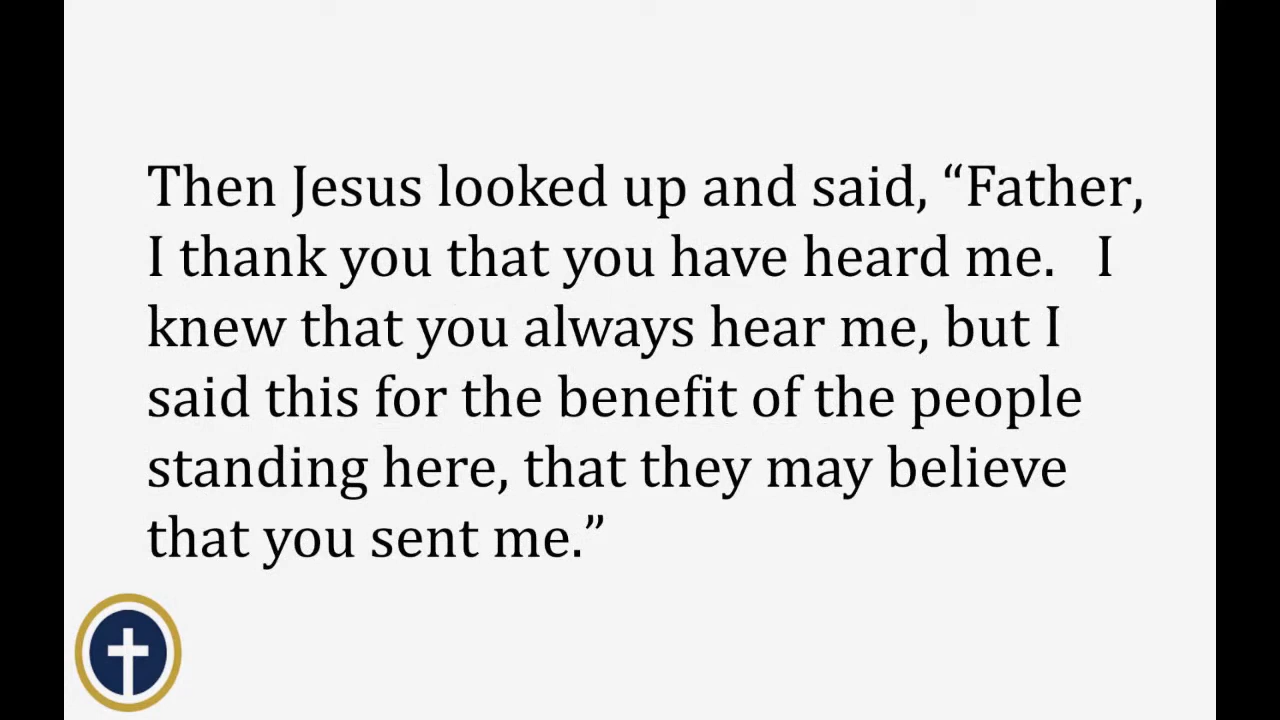 Then Jesus looked up and said, “Father,
I thank you that you have heard me.   I
knew that you always hear me, but I
said this for the benefit of the people
standing here, that they may believe
that you sent me.”